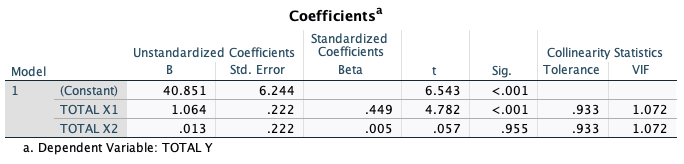 Coefficientsa
Unstandardized Coefficients Standardized Coefficients Collinearity Statistics
Model B Std. Error Beta t Sig. Tolerance VIF
1 (Constant) 40.851 6.244 6.543 <.001
TOTAL X1 1.064 .222 .449 4.782 <.001 .933 1.072
TOTAL X2 .013 .222 .005 .057 .955 .933 1.072
a. Dependent Variable: TOTAL Y